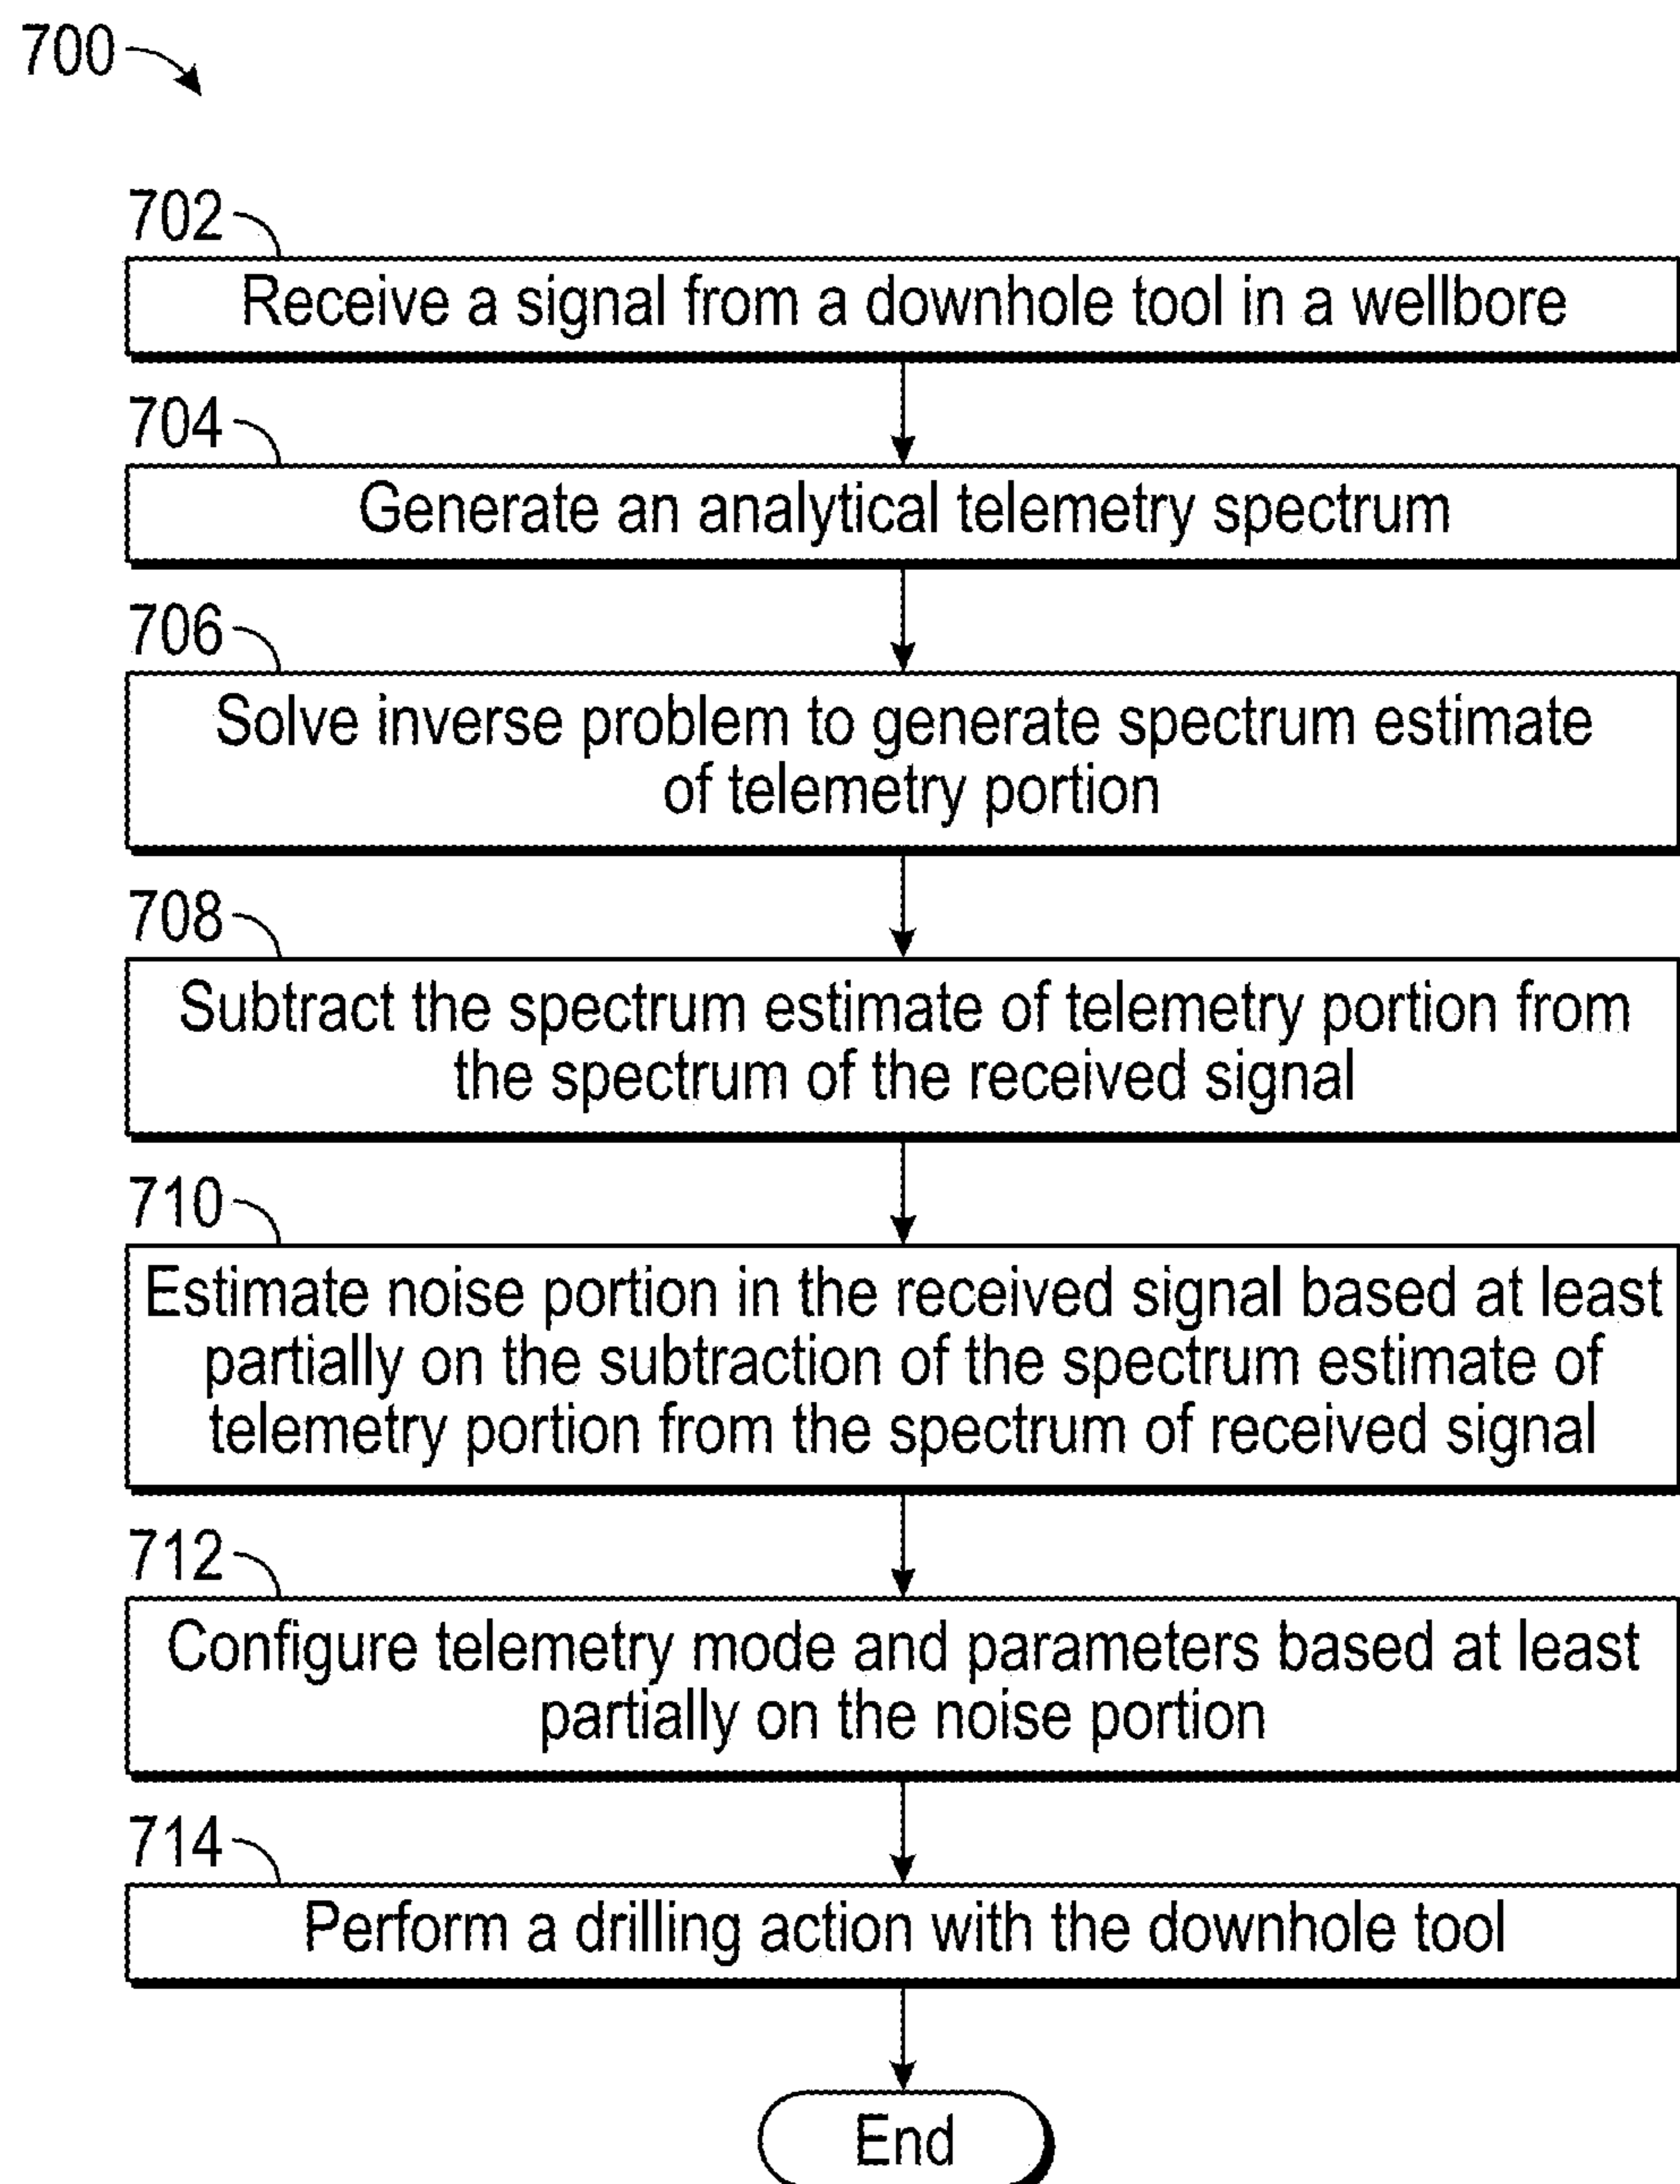 700
702
Receive a signal from a downhole tool in a wellbore
704
Generate an analytical telemetry spectrum
706
Solve inverse problem to generate spectrum estimate
of telemetry portion
708
Subtract the spectrum estimate of telemetry portion from
the spectrum of the received signal
710
Estimate noise portion in the received signal based at least
partially on the subtraction of the spectrum estimate of
telemetry portion from the spectrum of received signal
712
Configure telemetry mode and parameters based at least
partially on the noise portion
714
Perform a drilling action with the downhole tool
End